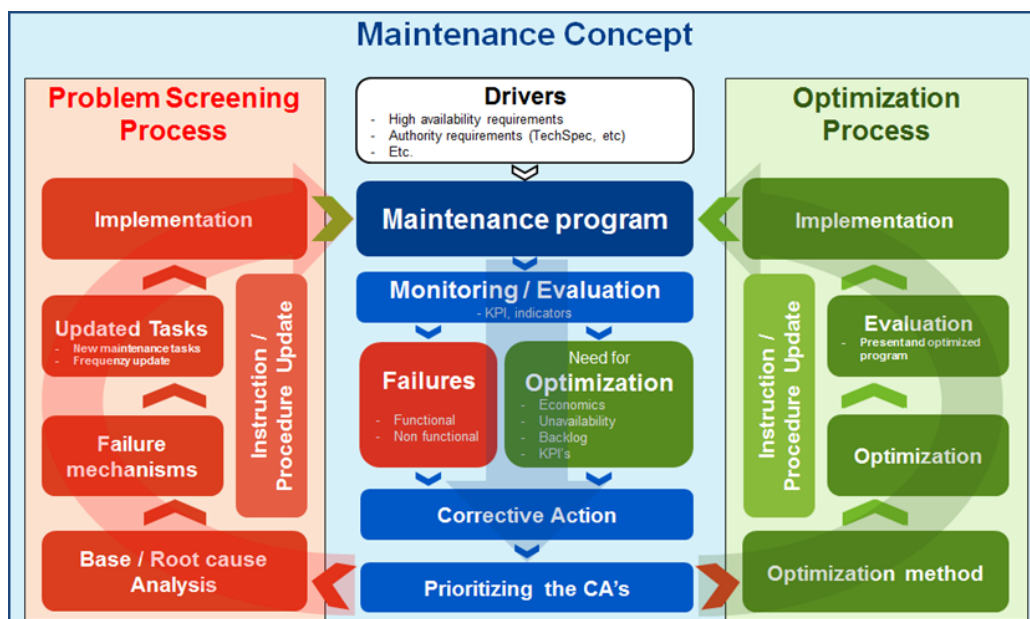 Maintenance Concept
Problem Screening
Process
Implementation
Updated Tasks
- New maintenance tasks
- Frequenzy update
Failure
mechanisms
Base / Root cause
Analysis
Instruction /
Procedure Update
Drivers
- High availability requirements
- Authority requirements (TechSpec, etc)
- Etc.
Maintenance program
Monitoring / Evaluation
- KPI, indicators
Failures
- Functional
- Non functional
Need for
Optimization
- Economics
- Unavailability
- Backlog
- KPI's
Corrective Action
Prioritizing the CA's
Optimization
Process
Implementation
Evaluation
- Present and optimized
program
Optimization
Optimization method
Instruction /
Procedure Update